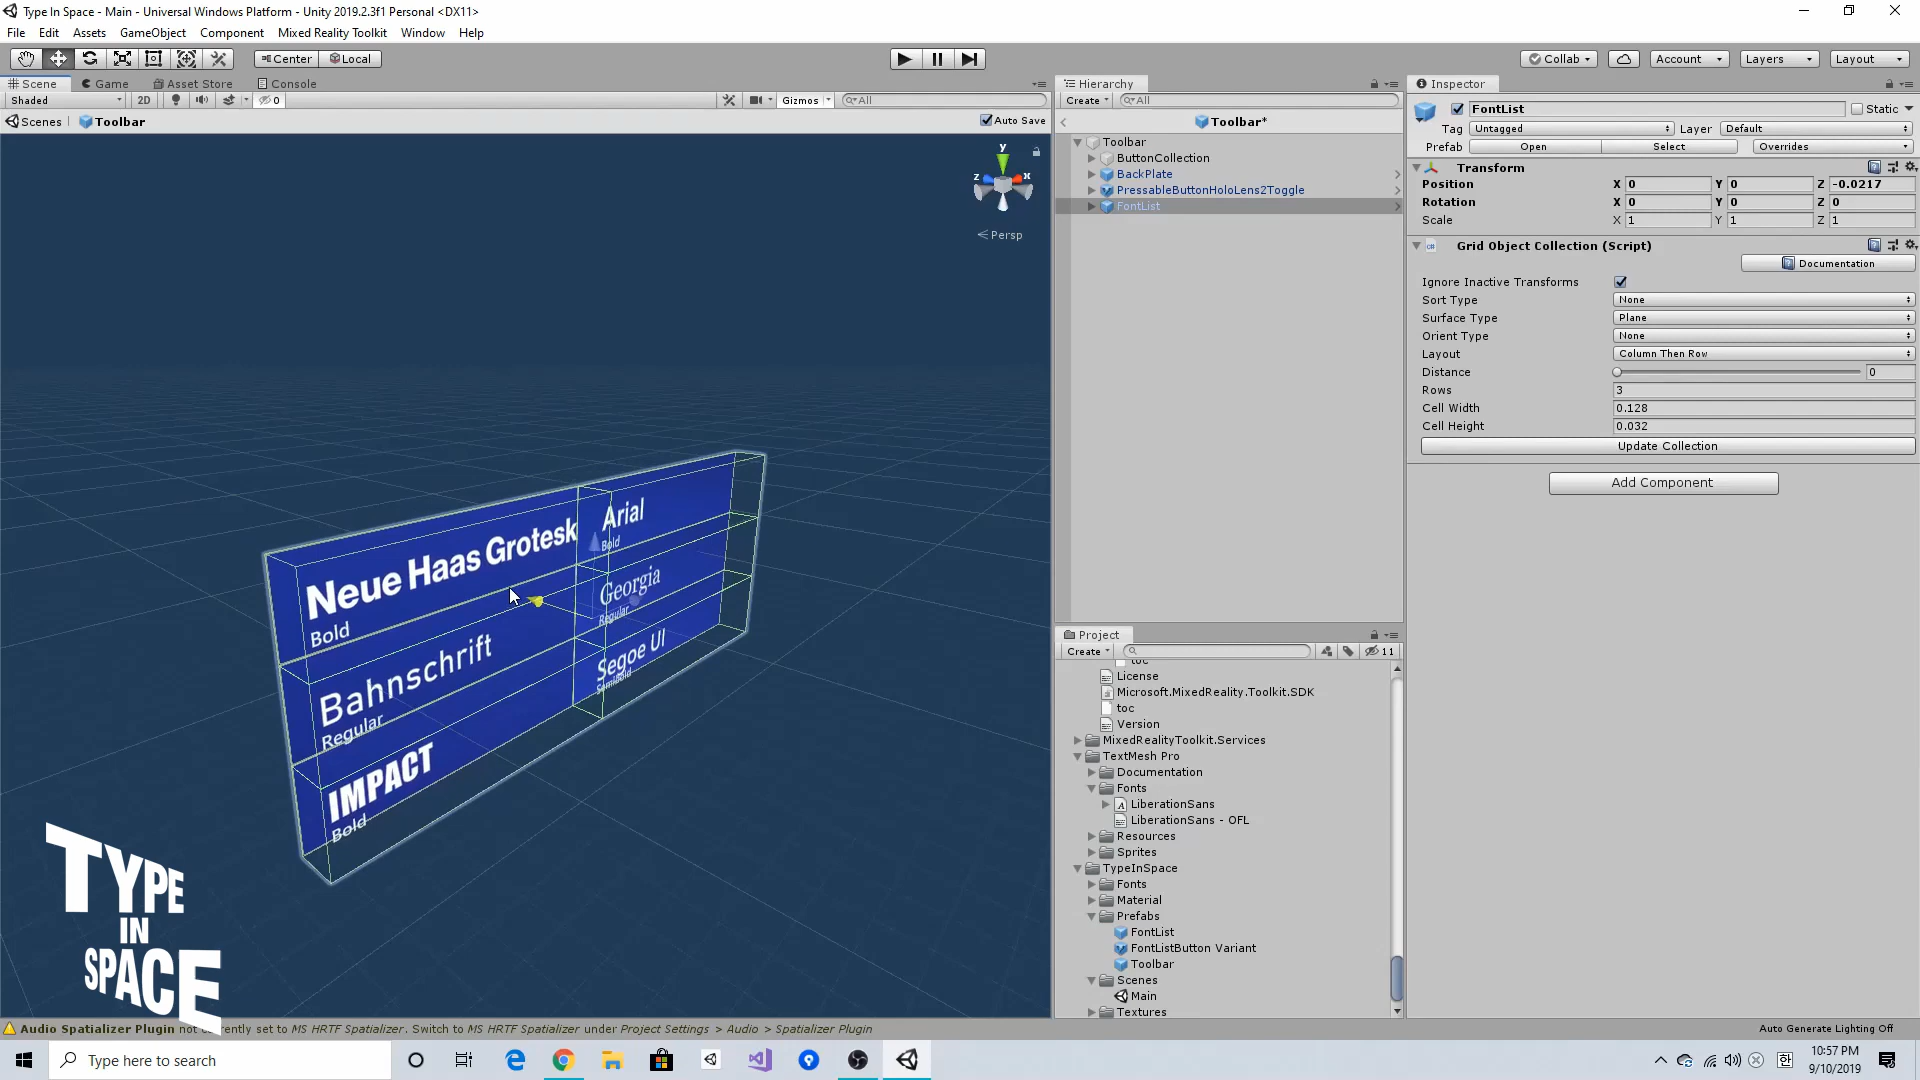 Type In Space - Main - Universal Windows Platform - Unity 2019.2.3f1 Personal <DX11>
File Edit Assets GameObject Component Mixed Reality Toolkit Window Help
Center Local
Collab Account Layers Layout
Scene Game Asset Store Console
Shaded 2D 0 Gizmos All
Scenes Toolbar Auto Save
y
z x
Persp
Neue Haas Grotesk
Bold
Arial
Bold
Bahnschrift
Regular
Georgia
Regular
IMPACT
Bold
Segoe UI
Semibold
TYPE
IN
SPACE
Hierarchy
Create All
Toolbar*
Toolbar
ButtonCollection
BackPlate
PressableButtonHoloLens2Toggle
FontList
Project
Create 11
toc
License
Microsoft.MixedReality.Toolkit.SDK
toc
Version
MixedRealityToolkit.Services
TextMesh Pro
Documentation
Fonts
LiberationSans
LiberationSans - OFL
Resources
Sprites
TypeInSpace
Fonts
Material
Prefabs
FontList
FontListButton Variant
Toolbar
Scenes
Main
Textures
Inspector
FontList Static
Tag Untagged Layer Default
Prefab Open Select Overrides
Transform
Position X 0 Y 0 Z -0.0217
Rotation X 0 Y 0 Z 0
Scale X 1 Y 1 Z 1
Grid Object Collection (Script)
Documentation
Ignore Inactive Transforms
Sort Type None
Surface Type Plane
Orient Type None
Layout Column Then Row
Distance 0
Rows 3
Cell Width 0.128
Cell Height 0.032
Update Collection
Add Component
Audio Spatializer Plugin not currently set to MS HRTF Spatializer. Switch to MS HRTF Spatializer under Project Settings > Audio > Spatializer Plugin
Auto Generate Lighting Off
Type here to search
한
10:57 PM
9/10/2019